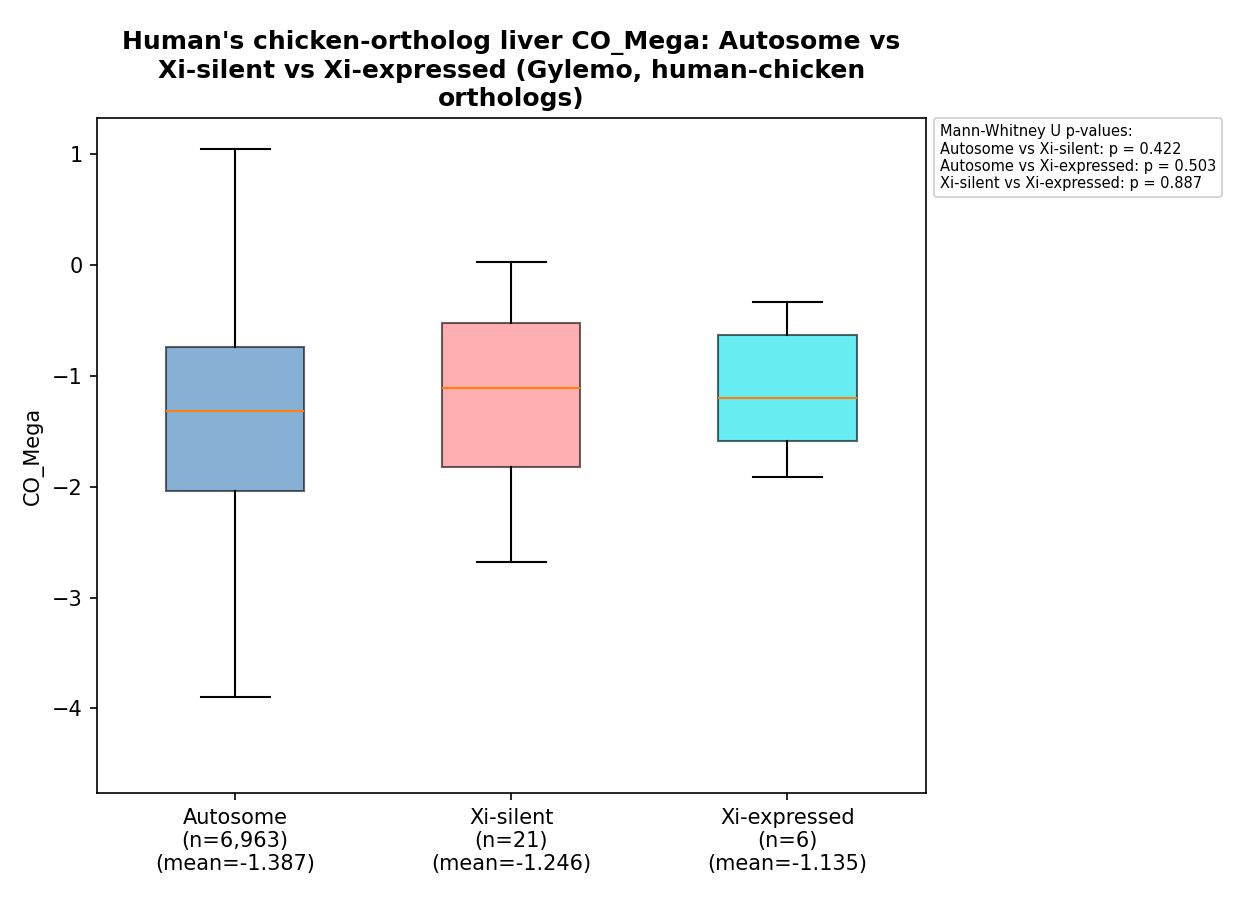 Human's chicken-ortholog liver CO_Mega: Autosome vs
Xi-silent vs Xi-expressed (Gylemo, human-chicken
orthologs)
Mann-Whitney U p-values:
Autosome vs Xi-silent: p = 0.422
Autosome vs Xi-expressed: p = 0.503
Xi-silent vs Xi-expressed: p = 0.887
CO_Mega
1
0
−1
−2
−3
−4
Autosome
(n=6,963)
(mean=-1.387)
Xi-silent
(n=21)
(mean=-1.246)
Xi-expressed
(n=6)
(mean=-1.135)